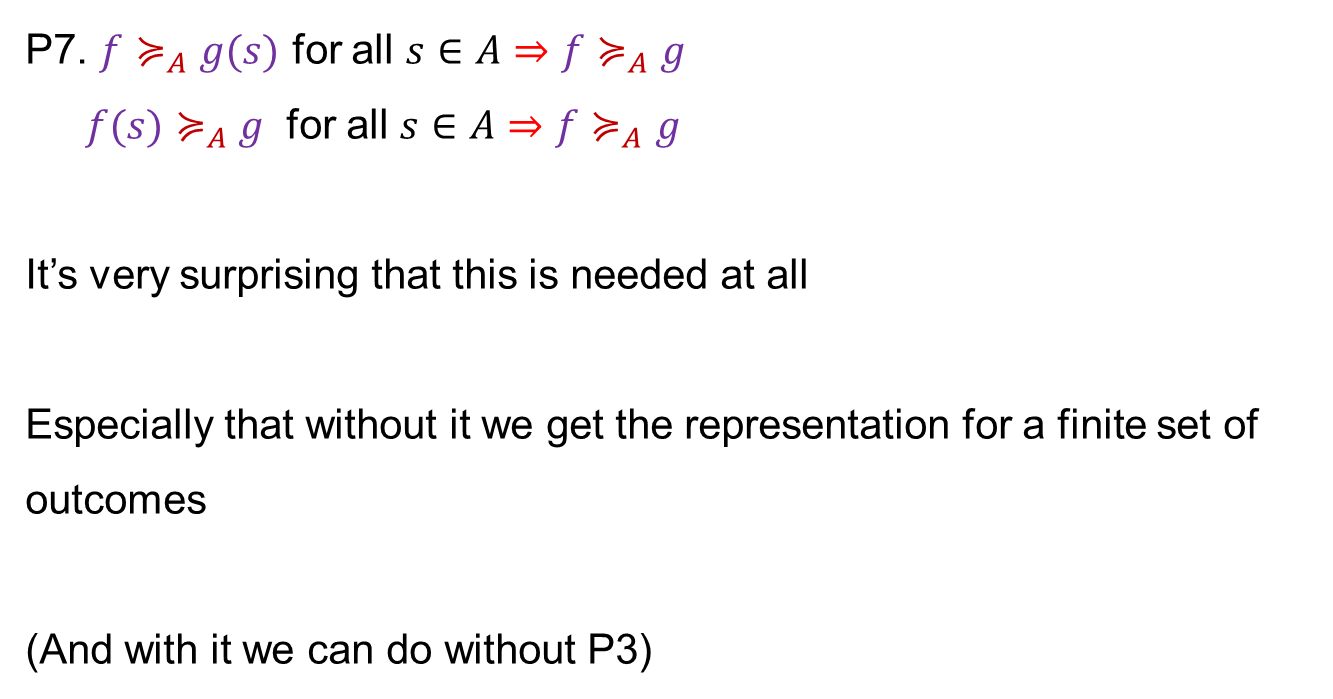 P7. f ≽_A g(s) for all s ∈ A ⇒ f ≽_A g
f(s) ≽_A g for all s ∈ A ⇒ f ≽_A g
It’s very surprising that this is needed at all
Especially that without it we get the representation for a finite set of
outcomes
(And with it we can do without P3)